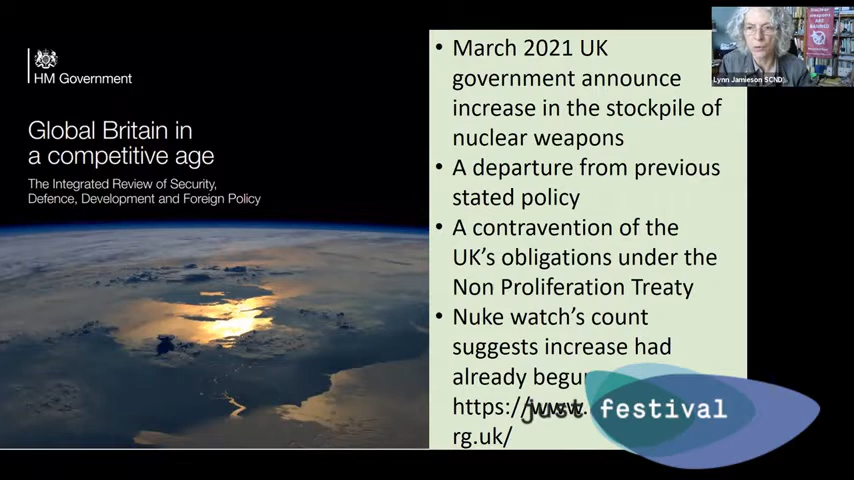 HM Government
Global Britain in
a competitive age
The Integrated Review of Security,
Defence, Development and Foreign Policy
• March 2021 UK
government announce
increase in the stockpile of
nuclear weapons
• A departure from previous
stated policy
• A contravention of the
UK's obligations under the
Non Proliferation Treaty
• Nuke watch's count
suggests increase had
already begun
https://www.
rg.uk/
just festival
Lynn Jamieson SCND